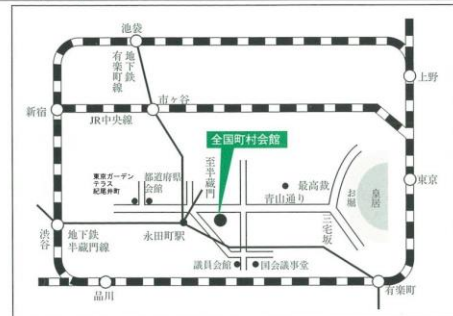 池袋
地下鉄
有楽町線
上野
市ヶ谷
新宿
JR中央線
全国町村会館
至半蔵門
東京ガーデン
テラス
紀尾井町
都道府県
会館
最高裁
青山通り
お堀
皇居
東京
三宅坂
渋谷
地下鉄
半蔵門線
永田町駅
議員会館
国会議事堂
品川
有楽町